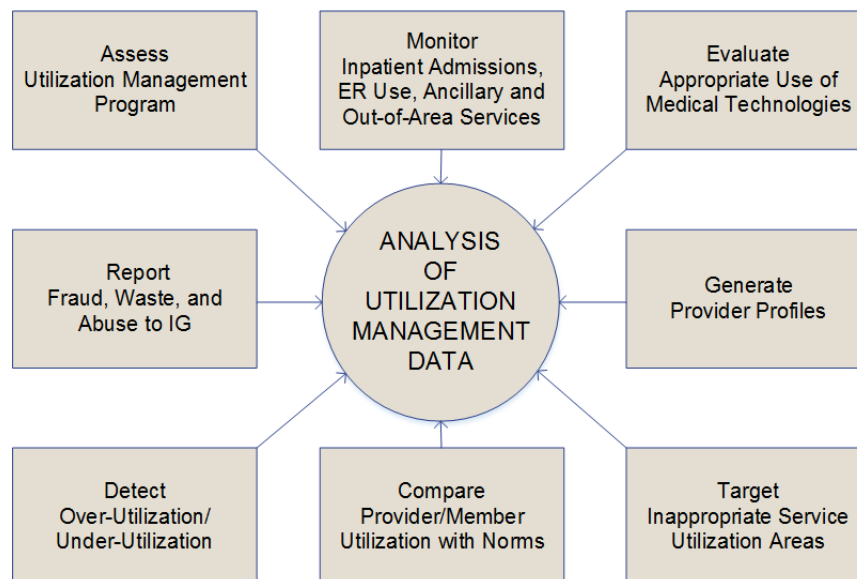 Assess
Utilization Management
Program
Monitor
Inpatient Admissions,
ER Use, Ancillary and
Out-of-Area Services
Evaluate
Appropriate Use of
Medical Technologies
Report
Fraud, Waste, and
Abuse to IG
ANALYSIS
OF
UTILIZATION
MANAGEMENT
DATA
Generate
Provider Profiles
Detect
Over-Utilization/
Under-Utilization
Compare
Provider/Member
Utilization with Norms
Target
Inappropriate Service
Utilization Areas